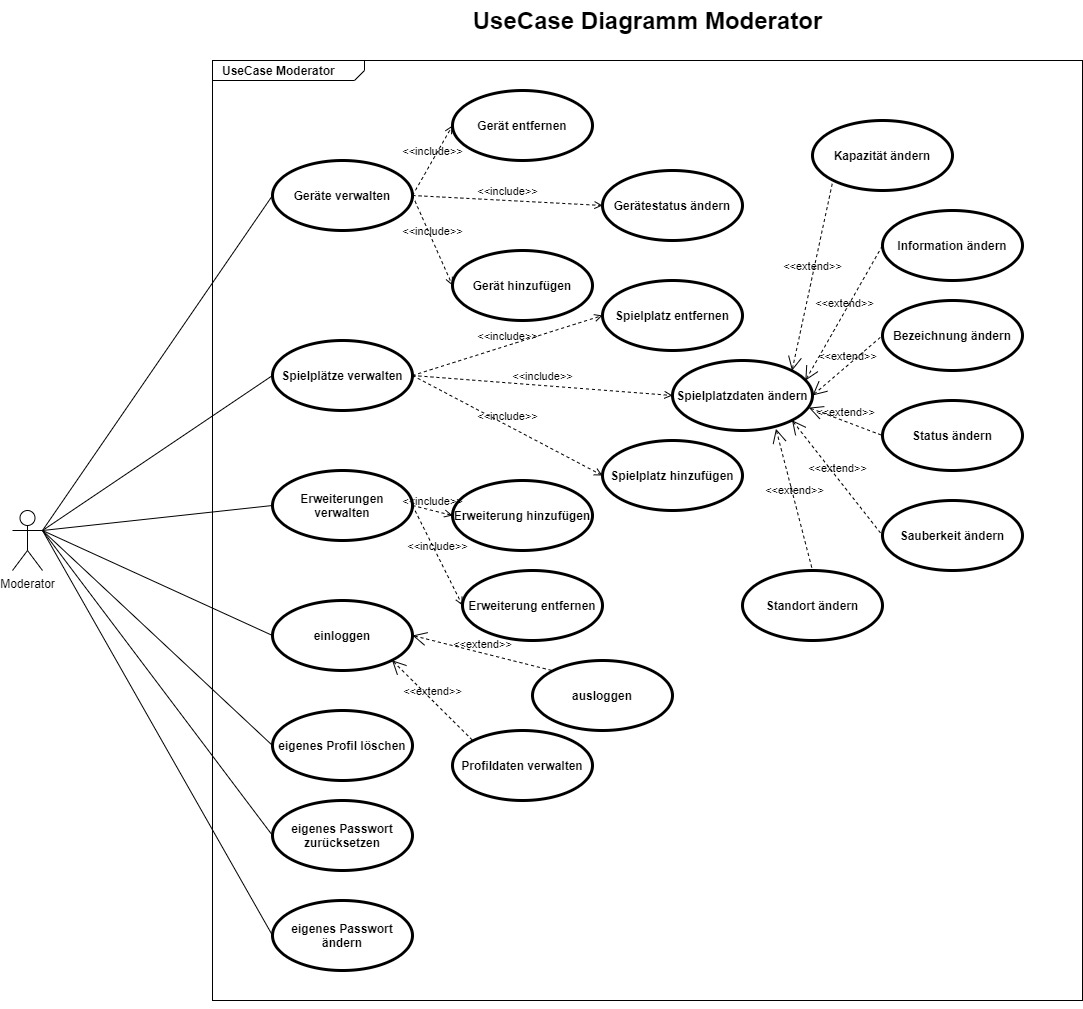 UseCase Diagramm Moderator
UseCase Moderator
Gerät entfernen
<<include>>
Geräte verwalten
<<include>>
Gerätestatus ändern
<<include>>
Gerät hinzufügen
Kapazität ändern
Information ändern
<<extend>>
<<extend>>
Spielplatz entfernen
<<include>>
Bezeichnung ändern
<<extend>>
Spielplätze verwalten
<<include>>
Spielplatzdaten ändern
<<include>>
<<extend>>
Status ändern
Spielplatz hinzufügen
<<extend>>
<<extend>>
Erweiterungen
verwalten
<<include>>
Erweiterung hinzufügen
<<include>>
Sauberkeit ändern
Moderator
Erweiterung entfernen
Standort ändern
einloggen
<<extend>>
ausloggen
<<extend>>
eigenes Profil löschen
Profildaten verwalten
eigenes Passwort
zurücksetzen
eigenes Passwort
ändern